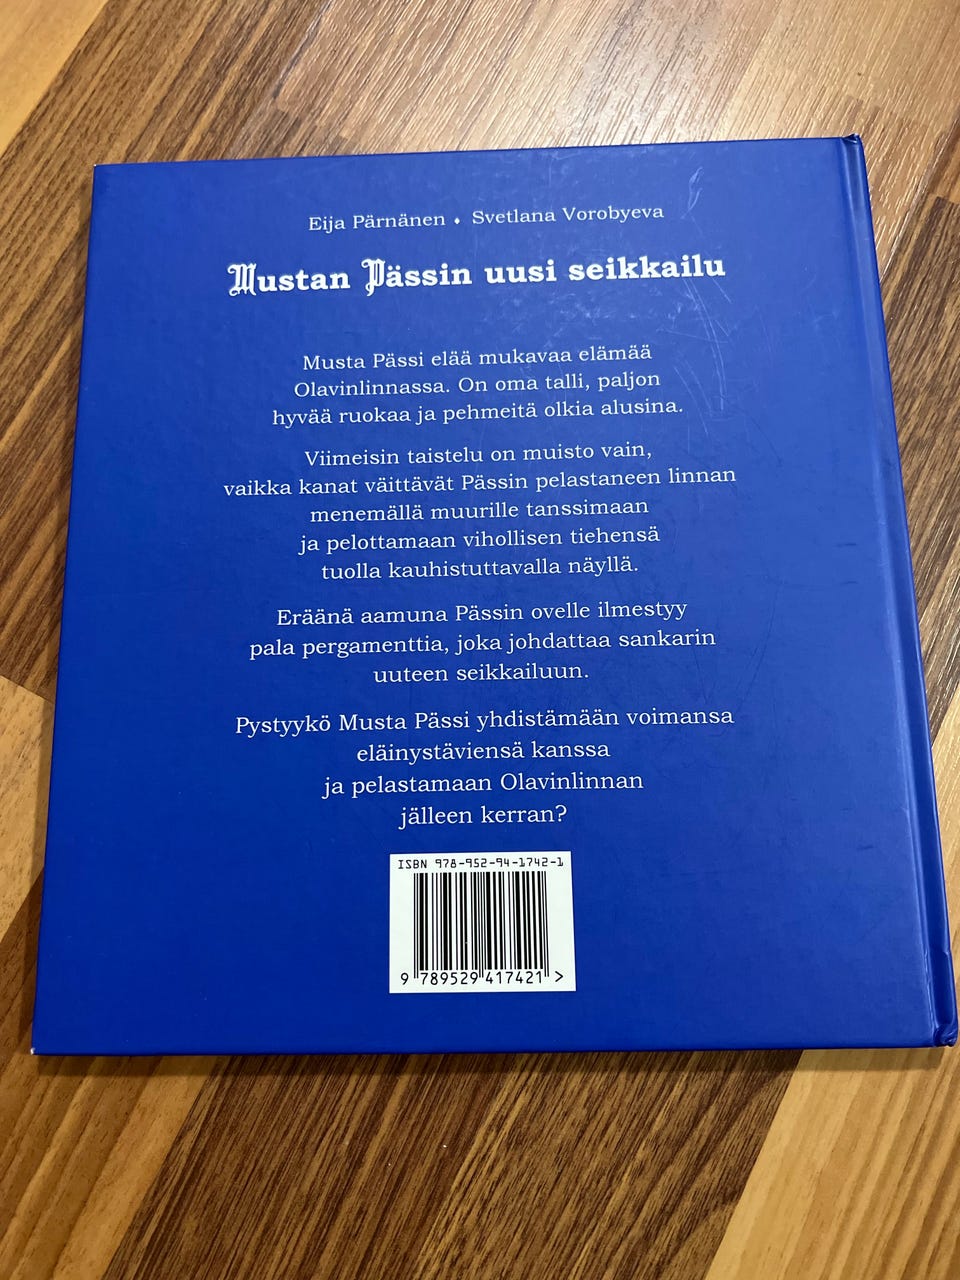 Eija Pärnänen ⬩ Svetlana Vorobyeva
Mustan Pässin uusi seikkailu
Musta Pässi elää mukavaa elämää
Olavinlinnassa. On oma talli, paljon
hyvää ruokaa ja pehmeitä olkia alusina.
Viimeisin taistelu on muisto vain,
vaikka kanat väittävät Pässin pelastaneen linnan
menemällä muurille tanssimaan
ja pelottamaan vihollisen tiehensä
tuolla kauhistuttavalla näyllä.
Eräänä aamuna Pässin ovelle ilmestyy
pala pergamenttia, joka johdattaa sankarin
uuteen seikkailuun.
Pystyykö Musta Pässi yhdistämään voimansa
eläinystäviensä kanssa
ja pelastamaan Olavinlinnan
jälleen kerran?
ISBN 978-952-94-1742-1
9 789529 417421 >